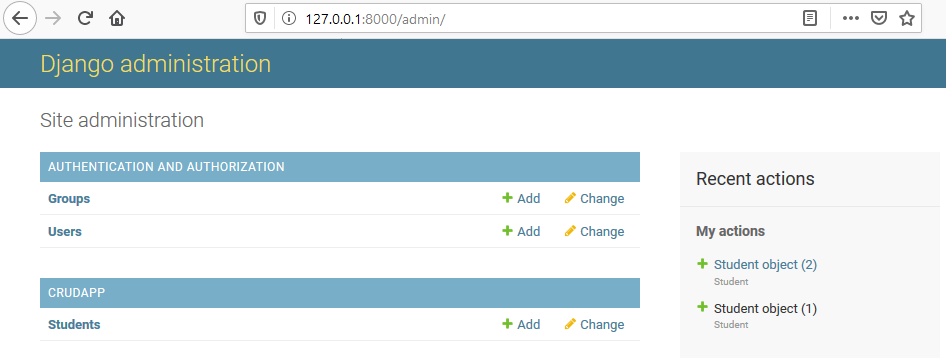 127.0.0.1:8000/admin/
Django administration
Site administration
AUTHENTICATION AND AUTHORIZATION
Groups Add Change
Users Add Change
CRUDAPP
Students Add Change
Recent actions
My actions
Student object (2)
Student
Student object (1)
Student